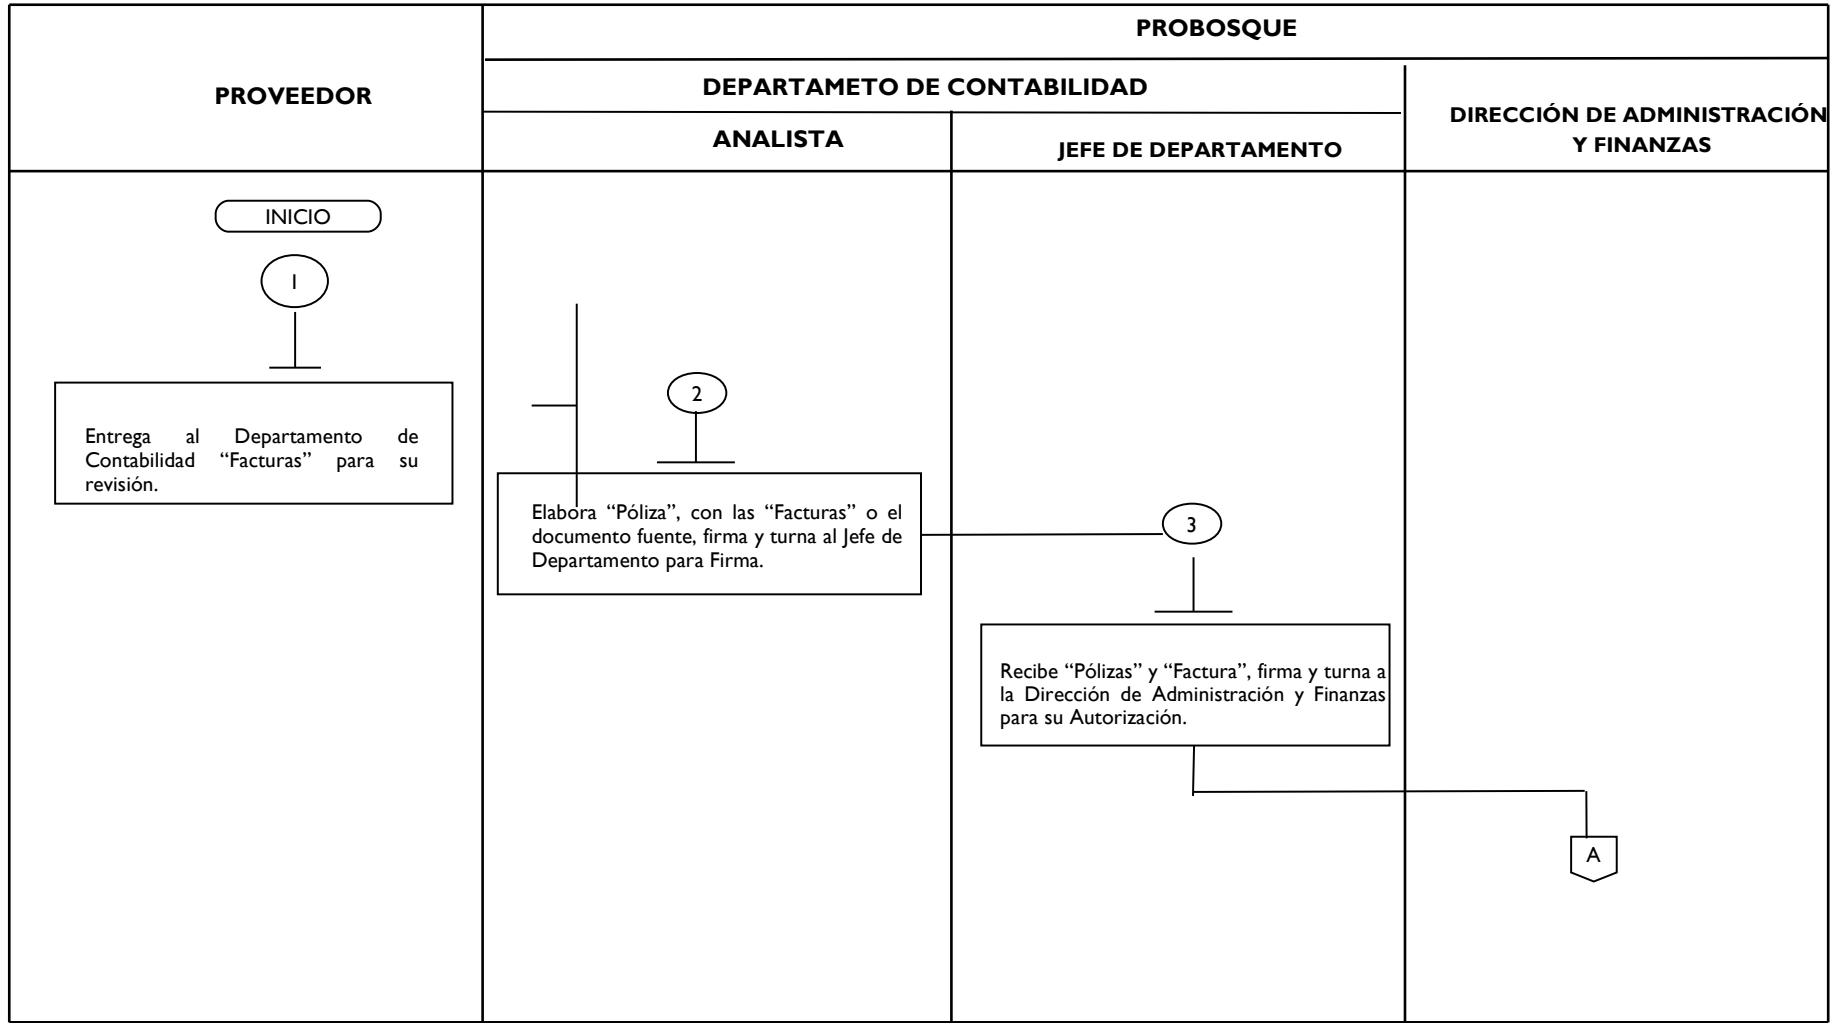 PROBOSQUE
PROVEEDOR
DEPARTAMETO DE CONTABILIDAD
DIRECCIÓN DE ADMINISTRACIÓN
Y FINANZAS
ANALISTA
JEFE DE DEPARTAMENTO
INICIO
1
Entrega al Departamento de
Contabilidad “Facturas” para su
revisión.
2
Elabora “Póliza”, con las “Facturas” o el
documento fuente, firma y turna al Jefe de
Departamento para Firma.
3
Recibe “Pólizas” y “Factura”, firma y turna a
la Dirección de Administración y Finanzas
para su Autorización.
A